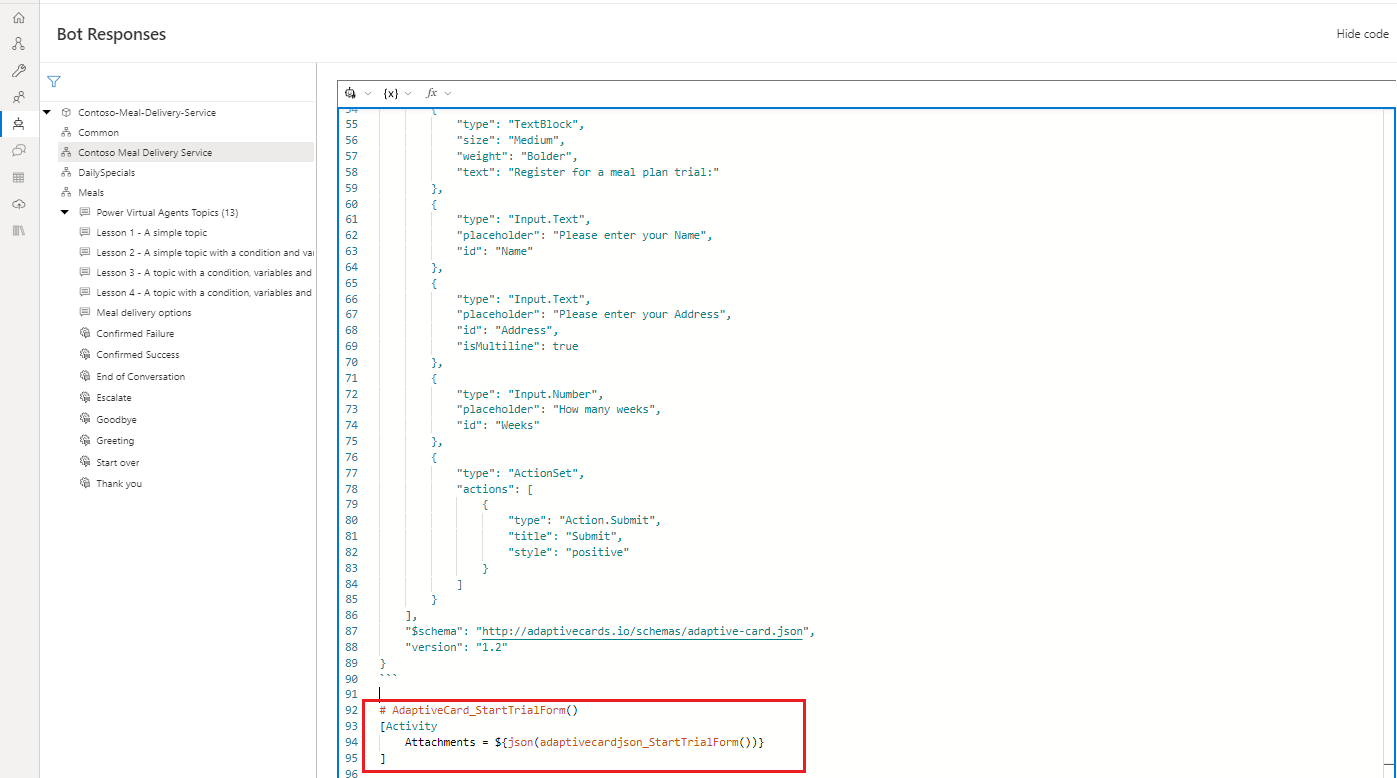 Bot Responses
Hide code
Contoso-Meal-Delivery-Service
Common
Contoso Meal Delivery Service
DailySpecials
Meals
Power Virtual Agents Topics (13)
Lesson 1 - A simple topic
Lesson 2 - A simple topic with a condition and
Lesson 3 - A topic with a condition, variables and
Lesson 4 - A topic with a condition, variables and
Meal delivery options
Confirmed Failure
Confirmed Success
End of Conversation
Escalate
Goodbye
Greeting
Start over
Thank you
{x}
fx
54 {
55 "type": "TextBlock",
56 "size": "Medium",
57 "weight": "Bolder",
58 "text": "Register for a meal plan trial:"
59 },
60 {
61 "type": "Input.Text",
62 "placeholder": "Please enter your Name",
63 "id": "Name"
64 },
65 {
66 "type": "Input.Text",
67 "placeholder": "Please enter your Address",
68 "id": "Address",
69 "isMultiline": true
70 },
71 {
72 "type": "Input.Number",
73 "placeholder": "How many weeks",
74 "id": "Weeks"
75 },
76 {
77 "type": "ActionSet",
78 "actions": [
79 {
80 "type": "Action.Submit",
81 "title": "Submit",
82 "style": "positive"
83 }
84 ]
85 }
86 ],
87 "$schema": "http://adaptivecards.io/schemas/adaptive-card.json",
88 "version": "1.2"
89 }
90 ```
91
92 # AdaptiveCard_StartTrialForm()
93 [Activity
94 Attachments = ${json(adaptivecardjson_StartTrialForm())}
95 ]
96